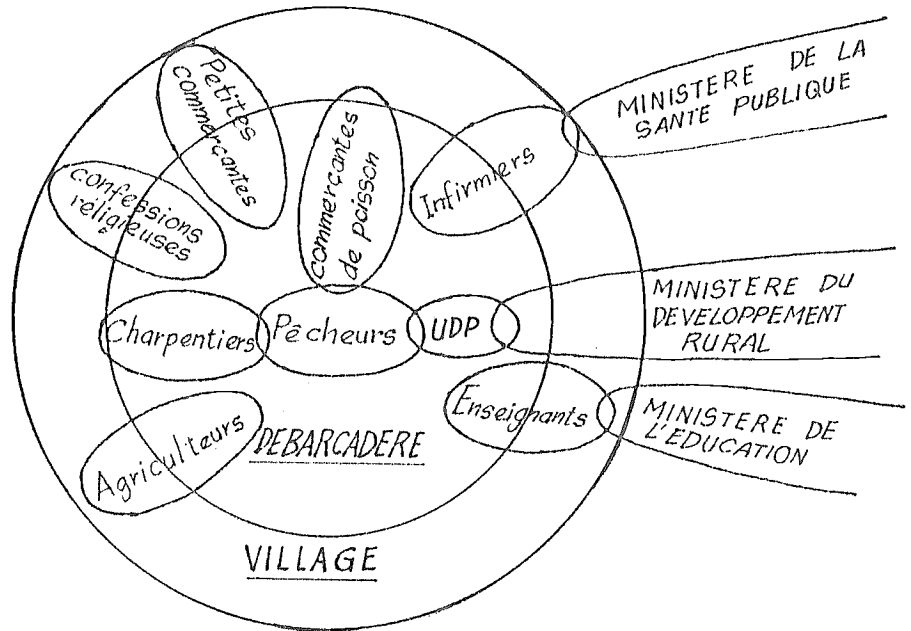 Petites
commerçantes
confessions
réligieuses
commerçantes
de poisson
Infirmiers
MINISTERE DE LA
SANTE PUBLIQUE
Charpentiers
Pêcheurs
UDP
MINISTERE DU
DEVELOPPEMENT
RURAL
Enseignants
MINISTERE DE
L'EDUCATION
Agriculteurs
DEBARCADERE
VILLAGE